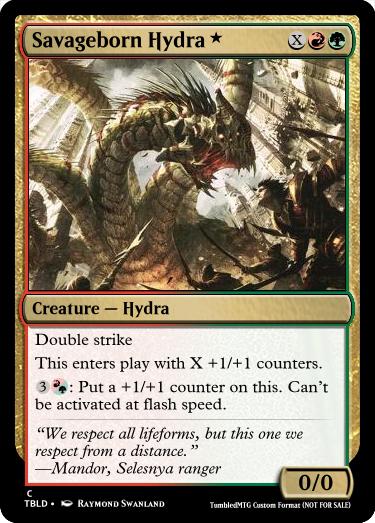 Savageborn Hydra ★ X
Creature — Hydra
Double strike
This enters play with X +1/+1 counters.
3 : Put a +1/+1 counter on this. Can't
be activated at flash speed.
"We respect all lifeforms, but this one we
respect from a distance."
—Mandor, Selesnya ranger
0/0
C
TBLD • Raymond Swanland
TumbledMTG Custom Format (NOT FOR SALE)